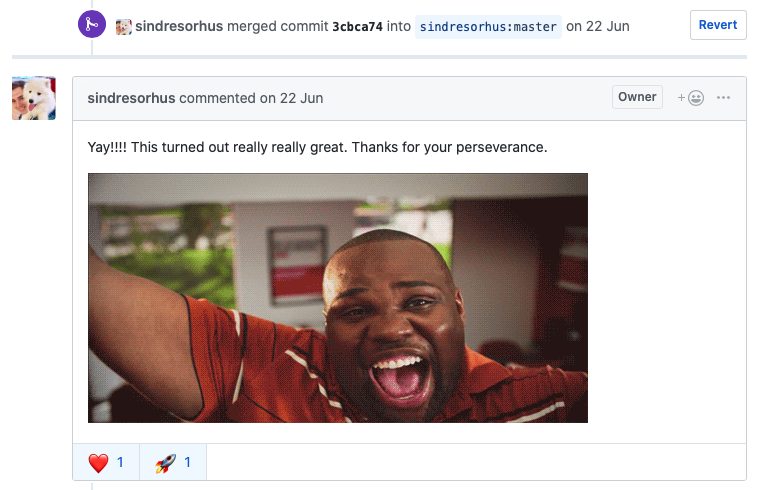 sindresorhus merged commit 3cbca74 into sindresorhus:master on 22 Jun
Revert
sindresorhus commented on 22 Jun
Owner
Yay!!!! This turned out really really great. Thanks for your perseverance.
1
1